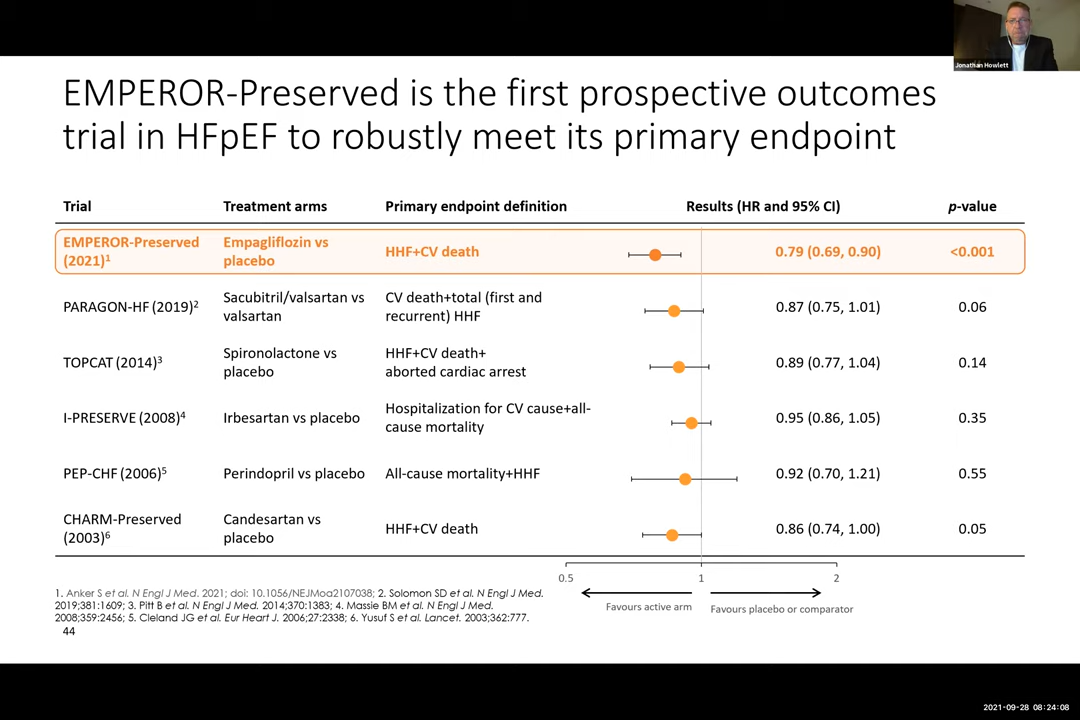 Jonathan Howlett
EMPEROR-Preserved is the first prospective outcomes
trial in HFpEF to robustly meet its primary endpoint
Trial Treatment arms Primary endpoint definition Results (HR and 95% CI) p-value
EMPEROR-Preserved (2021)¹ Empagliflozin vs placebo HHF+CV death 0.79 (0.69, 0.90) <0.001
PARAGON-HF (2019)² Sacubitril/valsartan vs valsartan CV death+total (first and recurrent) HHF 0.87 (0.75, 1.01) 0.06
TOPCAT (2014)³ Spironolactone vs placebo HHF+CV death+ aborted cardiac arrest 0.89 (0.77, 1.04) 0.14
I-PRESERVE (2008)⁴ Irbesartan vs placebo Hospitalization for CV cause+all-cause mortality 0.95 (0.86, 1.05) 0.35
PEP-CHF (2006)⁵ Perindopril vs placebo All-cause mortality+HHF 0.92 (0.70, 1.21) 0.55
CHARM-Preserved (2003)⁶ Candesartan vs placebo HHF+CV death 0.86 (0.74, 1.00) 0.05
0.5 1 2
Favours active arm Favours placebo or comparator
1. Anker S et al. N Engl J Med. 2021; doi: 10.1056/NEJMoa2107038; 2. Solomon SD et al. N Engl J Med.
2019;381:1609; 3. Pitt B et al. N Engl J Med. 2014;370:1383; 4. Massie BM et al. N Engl J Med.
2008;359:2456; 5. Cleland JG et al. Eur Heart J. 2006;27:2338; 6. Yusuf S et al. Lancet. 2003;362:777.
44
2021-09-28 08:24:08